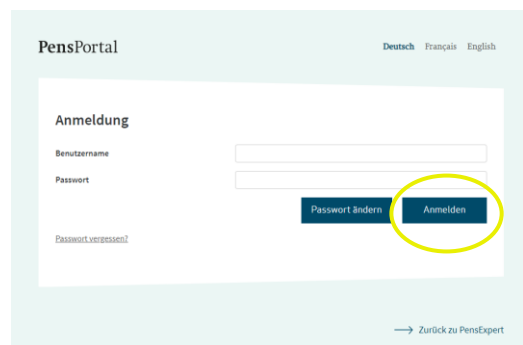 PensPortal
Deutsch Français English
Anmeldung
Benutzername
Passwort
Passwort ändern Anmelden
Passwort vergessen?
→ Zurück zu PensExpert